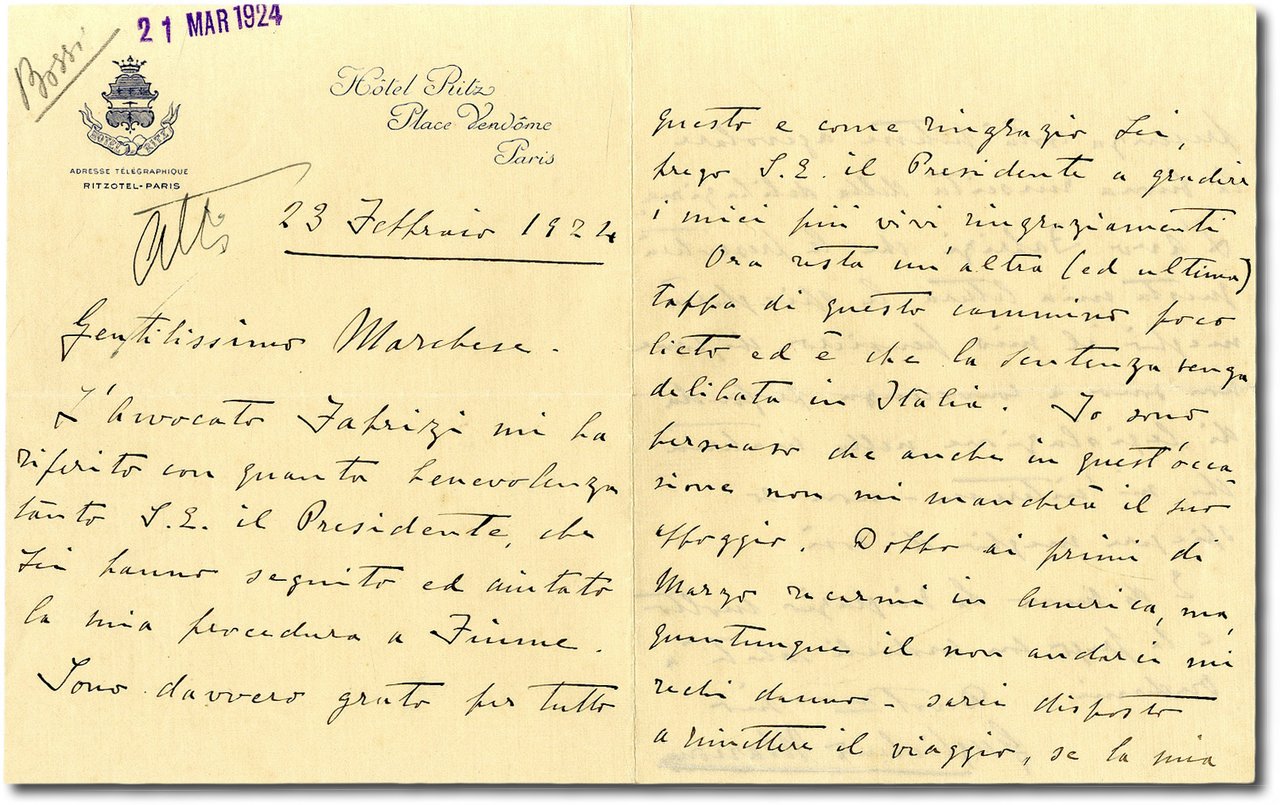 21 MAR 1924
Bossi
HOTEL RITZ
ADRESSE TÉLÉGRAPHIQUE
RITZOTEL-PARIS
Hôtel Ritz
Place Vendôme
Paris
Atti
23 Febbraio 1924
Gentilissimo Marchese.
L'Avvocato Fabrizi mi ha
riferito con quanta benevolenza
tanto S.E. il Presidente, che
Lei hanno seguito ed aiutato
la mia procedura a Fiume.
Sono davvero grato per tutto
questo e come ringrazio Lei,
prego S.E. il Presidente a gradire
i miei più vivi ringraziamenti
Ora resta un'altra (ed ultima)
tappa di questo cammino poco
lieto ed è che la sentenza venga
delibata in Italia. Io sono
persuaso che anche in quest'occa
sione non mi mancherà il suo
appoggio. Dobbo ai primi di
Marzo recarmi in America, ma,
quantunque il non andarci mi
rechi danno - sarei disposto
a rimettere il viaggio, se la mia